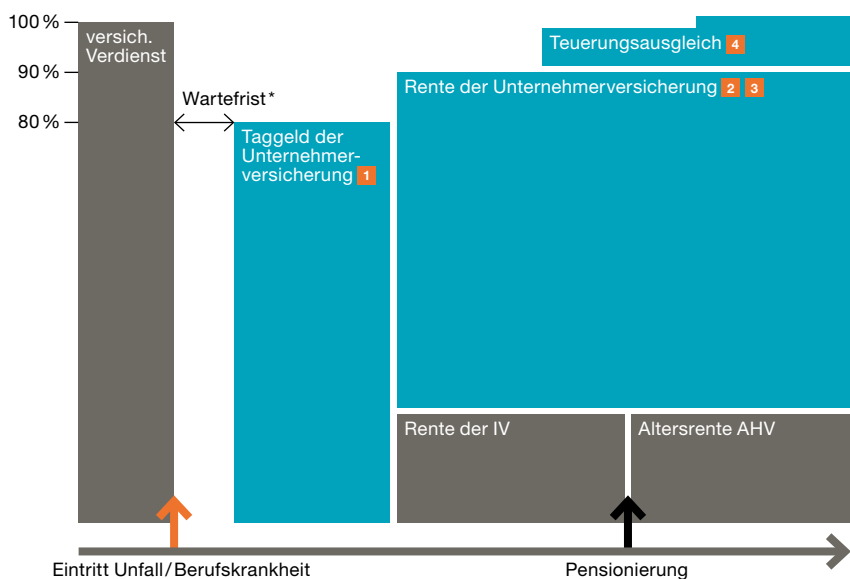 100 %
90 %
80 %
versich.
Verdienst
Wartefrist*
Taggeld der
Unternehmer-
versicherung 1
Teuerungsausgleich 4
Rente der Unternehmerversicherung 2 3
Rente der IV
Altersrente AHV
Eintritt Unfall/Berufskrankheit
Pensionierung